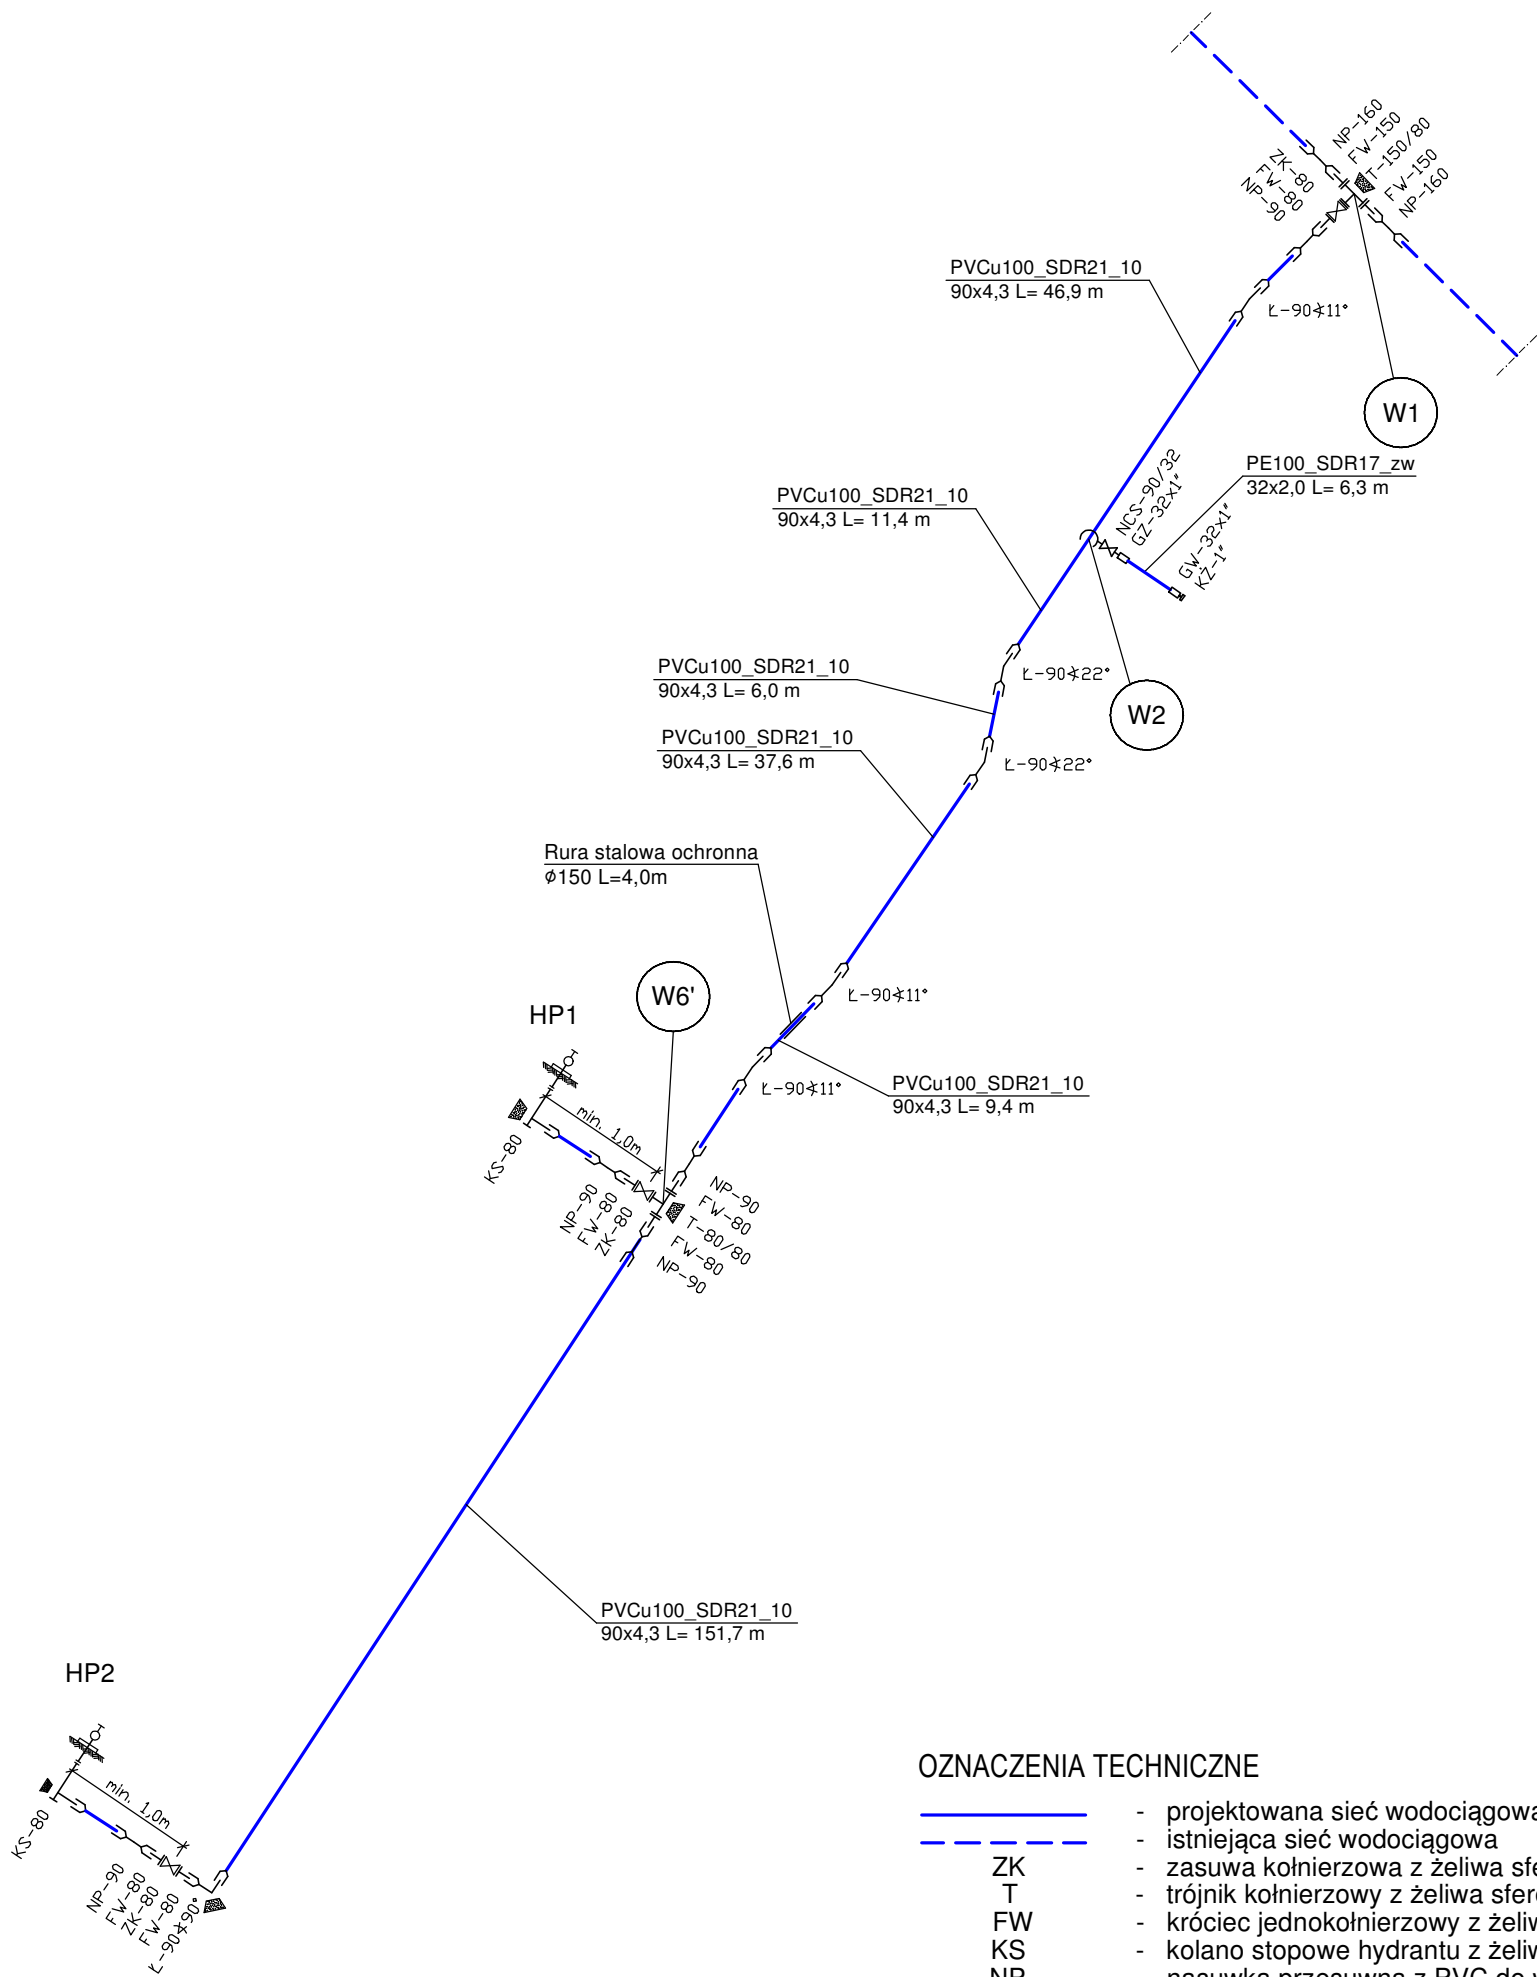 NP-160
FW-150
T-150/80
FW-150
NP-160
ZK-80
FW-80
NP-90
PVCu100_SDR21_10
90x4,3 L= 46,9 m
Ł-90∢11°
W1
PE100_SDR17_zw
32x2,0 L= 6,3 m
NCS-90/32
GZ-32x1"
GW-32x1"
KŻ-1"
PVCu100_SDR21_10
90x4,3 L= 11,4 m
Ł-90∢22°
W2
PVCu100_SDR21_10
90x4,3 L= 6,0 m
PVCu100_SDR21_10
90x4,3 L= 37,6 m
Ł-90∢22°
Rura stalowa ochronna
ϕ150 L=4,0m
Ł-90∢11°
W6'
HP1
Ł-90∢11°
PVCu100_SDR21_10
90x4,3 L= 9,4 m
min. 1,0m
KS-80
NP-90
FW-80
ZK-80
NP-90
FW-80
T-80/80
FW-80
NP-90
PVCu100_SDR21_10
90x4,3 L= 151,7 m
HP2
min. 1,0m
KS-80
NP-90
FW-80
ZK-80
FW-80
Ł-90∢90°
OZNACZENIA TECHNICZNE
- projektowana sieć wodociągowa
- istniejąca sieć wodociągowa
ZK - zasuwa kołnierzowa z żeliwa sfe
T - trójnik kołnierzowy z żeliwa sfero
FW - króciec jednokołnierzowy z żeliw
KS - kolano stopowe hydrantu z żeliw
NP - nasuwka przesuwna z PVC do